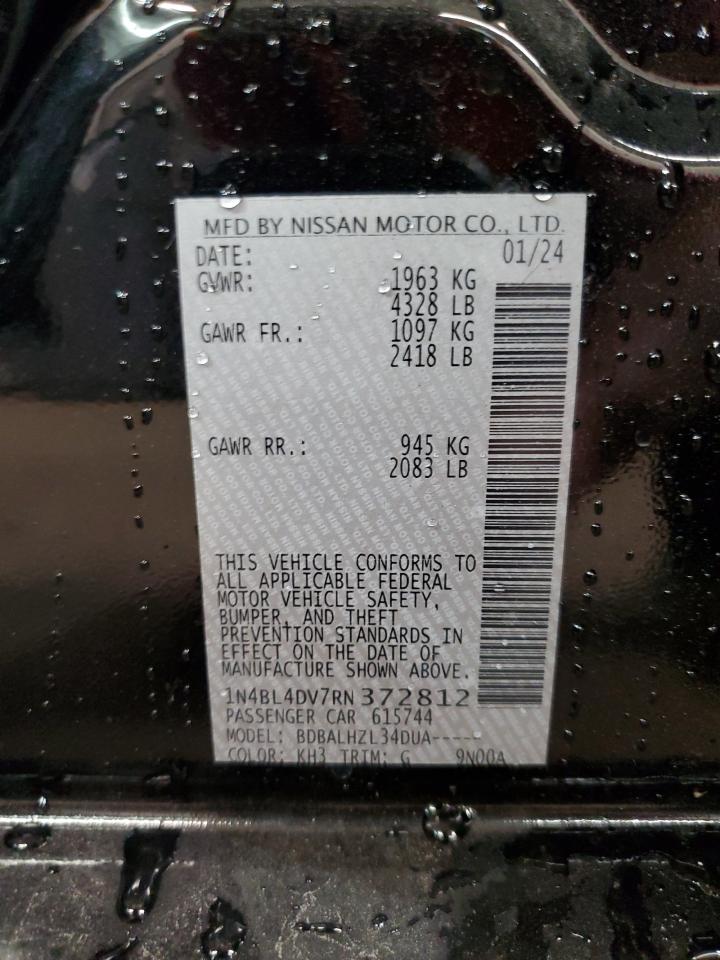 MFD BY NISSAN MOTOR CO., LTD.
DATE: 01/24
GVWR: 1963 KG
4328 LB
GAWR FR.: 1097 KG
2418 LB
GAWR RR.: 945 KG
2083 LB
THIS VEHICLE CONFORMS TO
ALL APPLICABLE FEDERAL
MOTOR VEHICLE SAFETY,
BUMPER, AND THEFT
PREVENTION STANDARDS IN
EFFECT ON THE DATE OF
MANUFACTURE SHOWN ABOVE.
1N4BL4DV7RN372812
PASSENGER CAR 615744
MODEL: BDBALHZL34DUA-----
COLOR: KH3 TRIM: G 9N00A